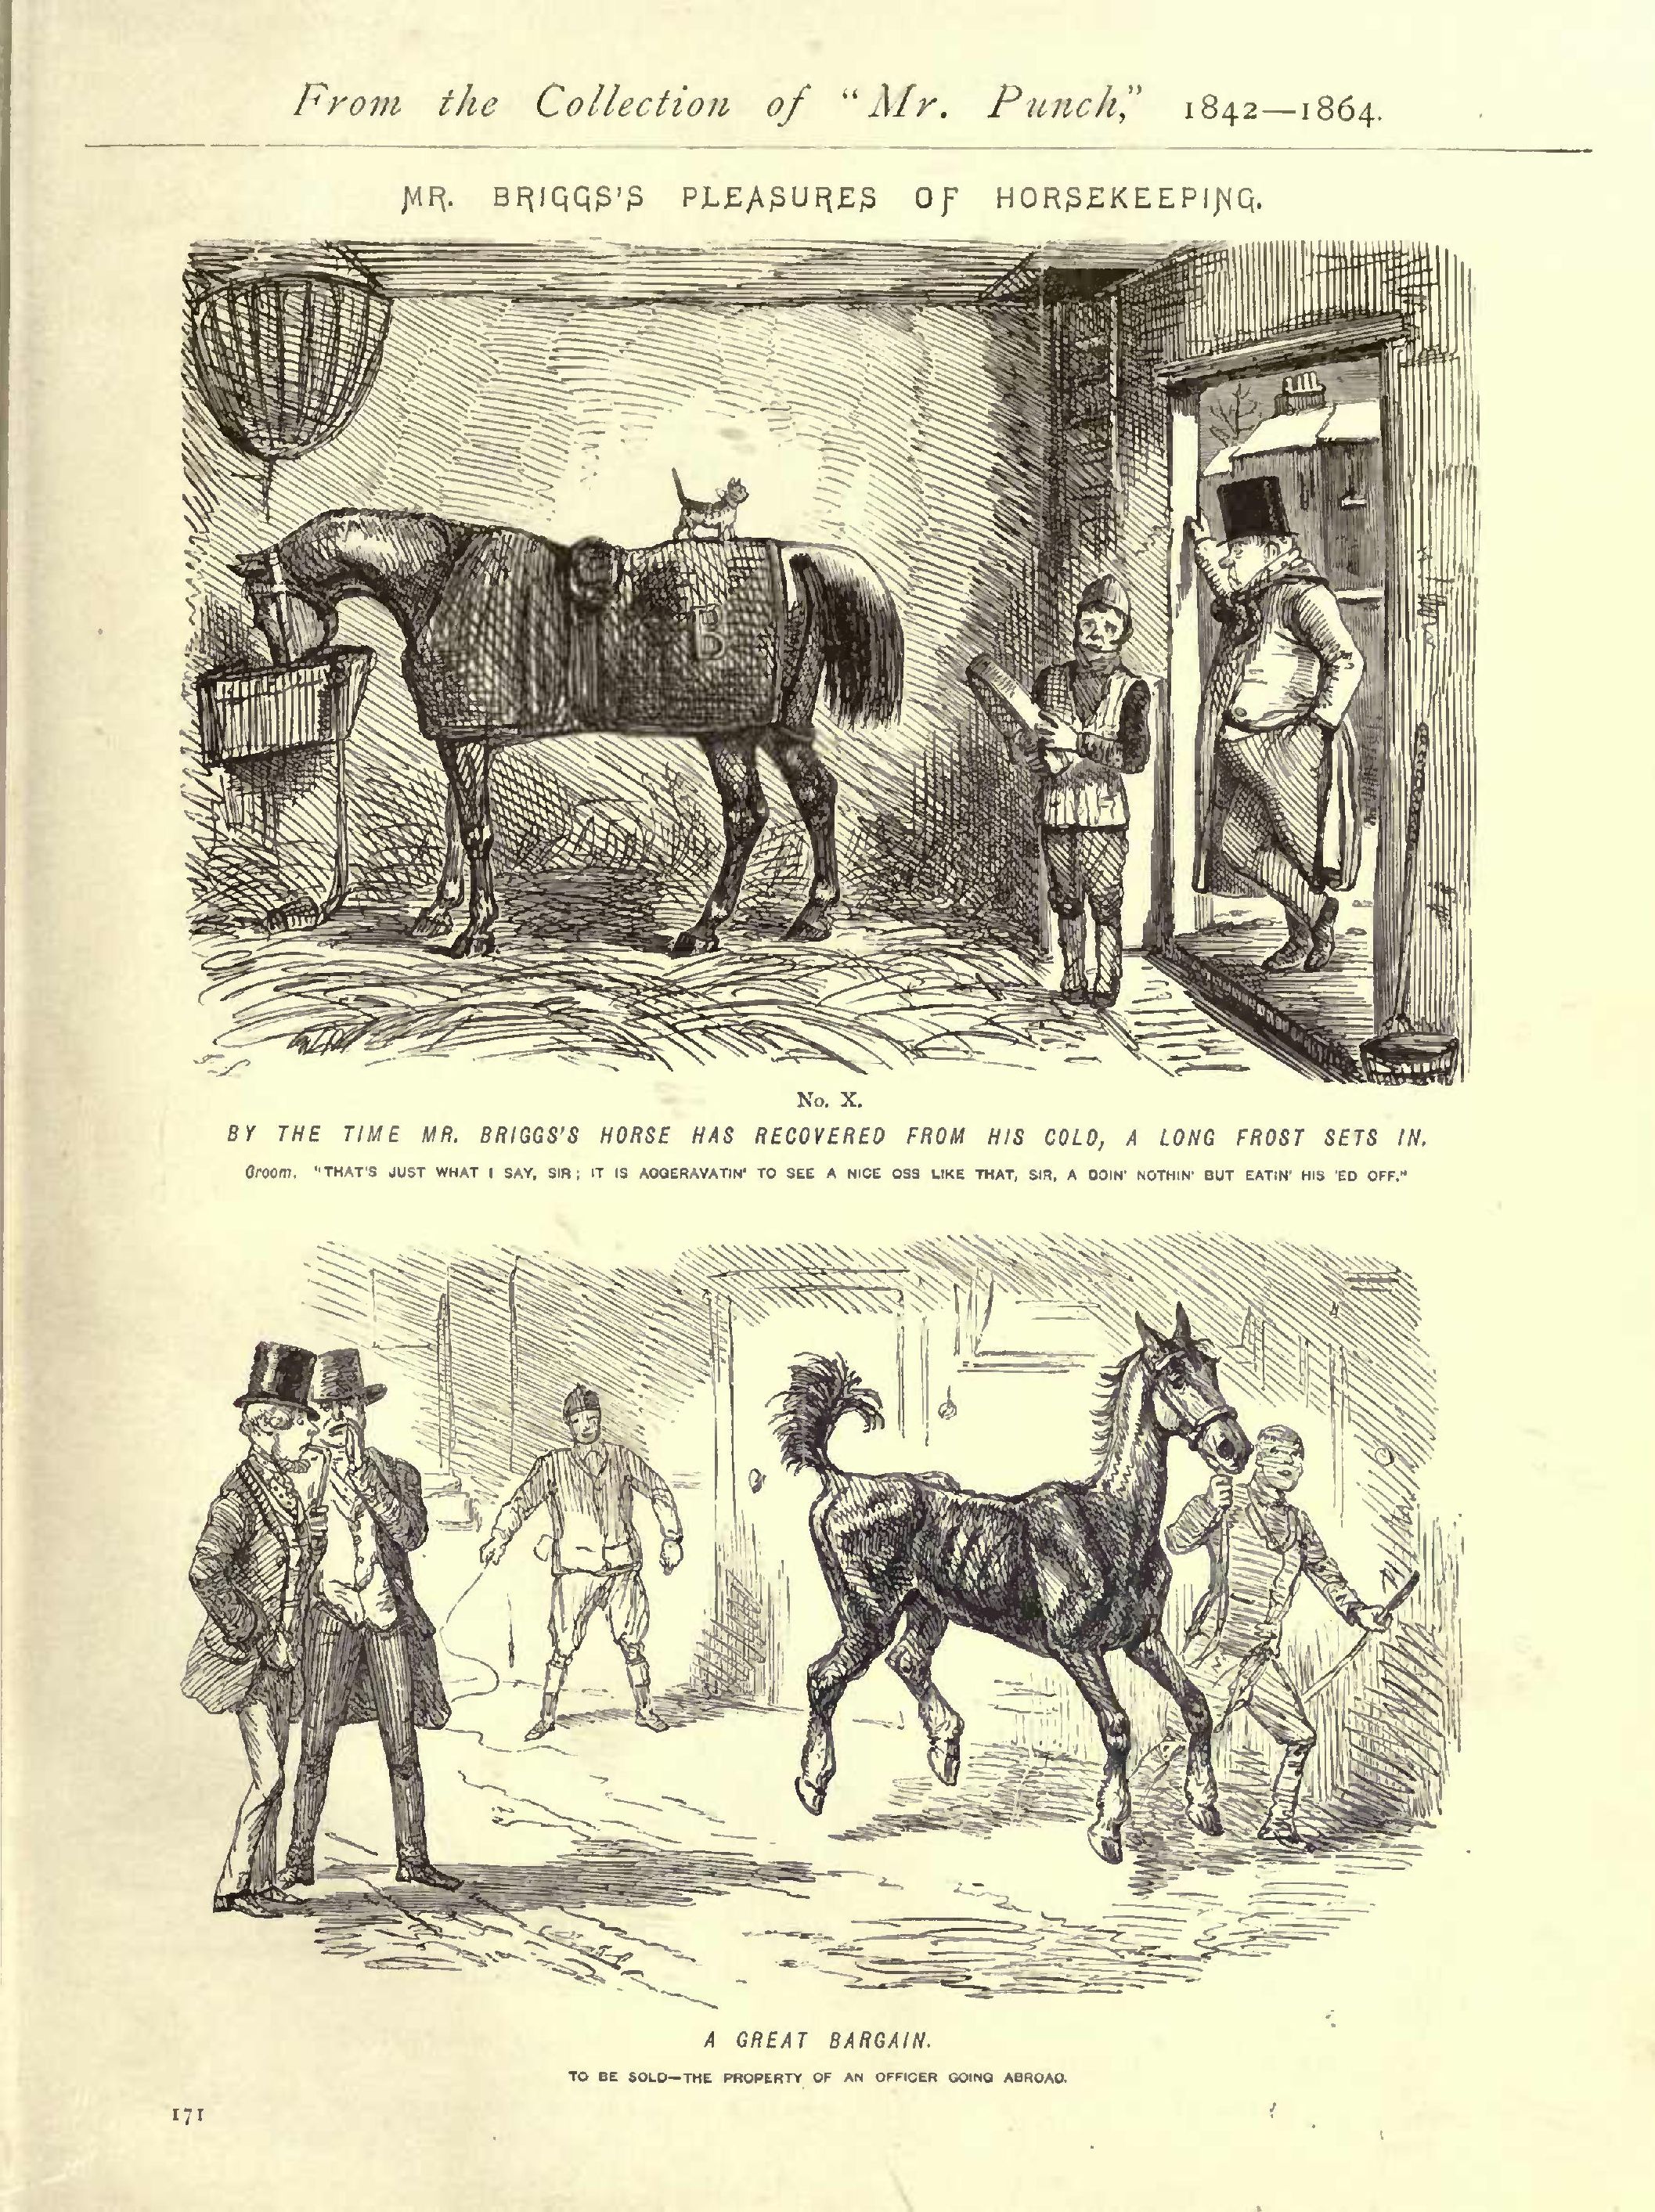 From the Collection of “Mr. Punch,” 1842—1864.
MR. BRIGGS'S PLEASURES OF HORSEKEEPING.
B
No. X.
BY THE TIME MR. BRIGGS'S HORSE HAS RECOVERED FROM HIS COLD, A LONG FROST SETS IN.
Groom. "THAT'S JUST WHAT I SAY, SIR; IT IS AGGERAVATIN' TO SEE A NICE OSS LIKE THAT, SIR, A DOIN' NOTHIN' BUT EATIN' HIS 'ED OFF."
A GREAT BARGAIN.
TO BE SOLD—THE PROPERTY OF AN OFFICER GOING ABROAD.
171